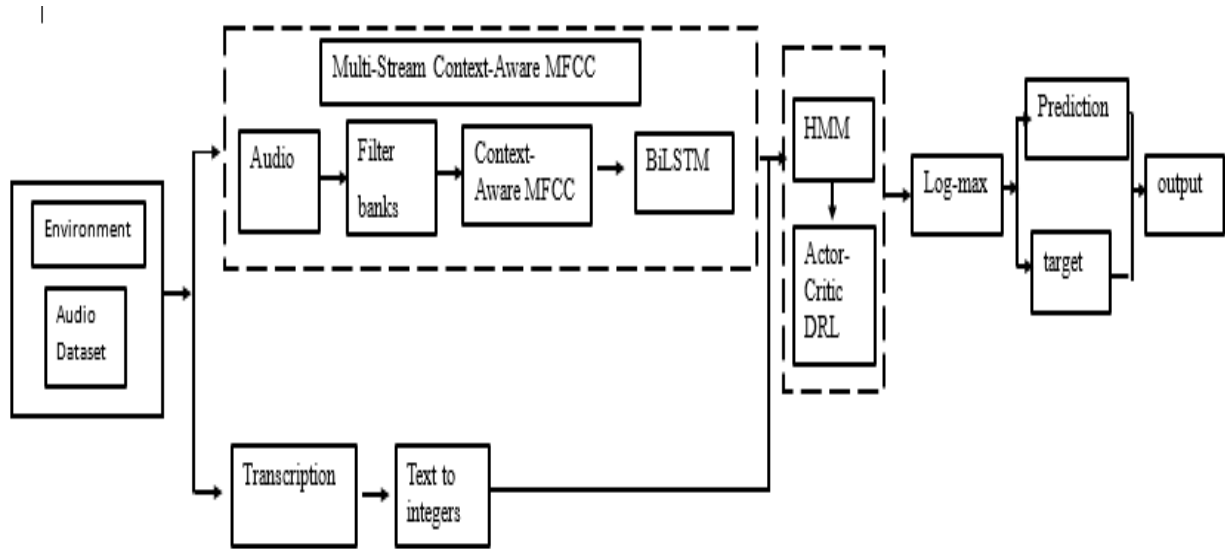 Environment
Audio
Dataset
Multi-Stream Context-Aware MFCC
Audio
Filter
banks
Context-
Aware MFCC
BiLSTM
Transcription
Text to
integers
HMM
Actor-
Critic
DRL
Log-max
Prediction
target
output